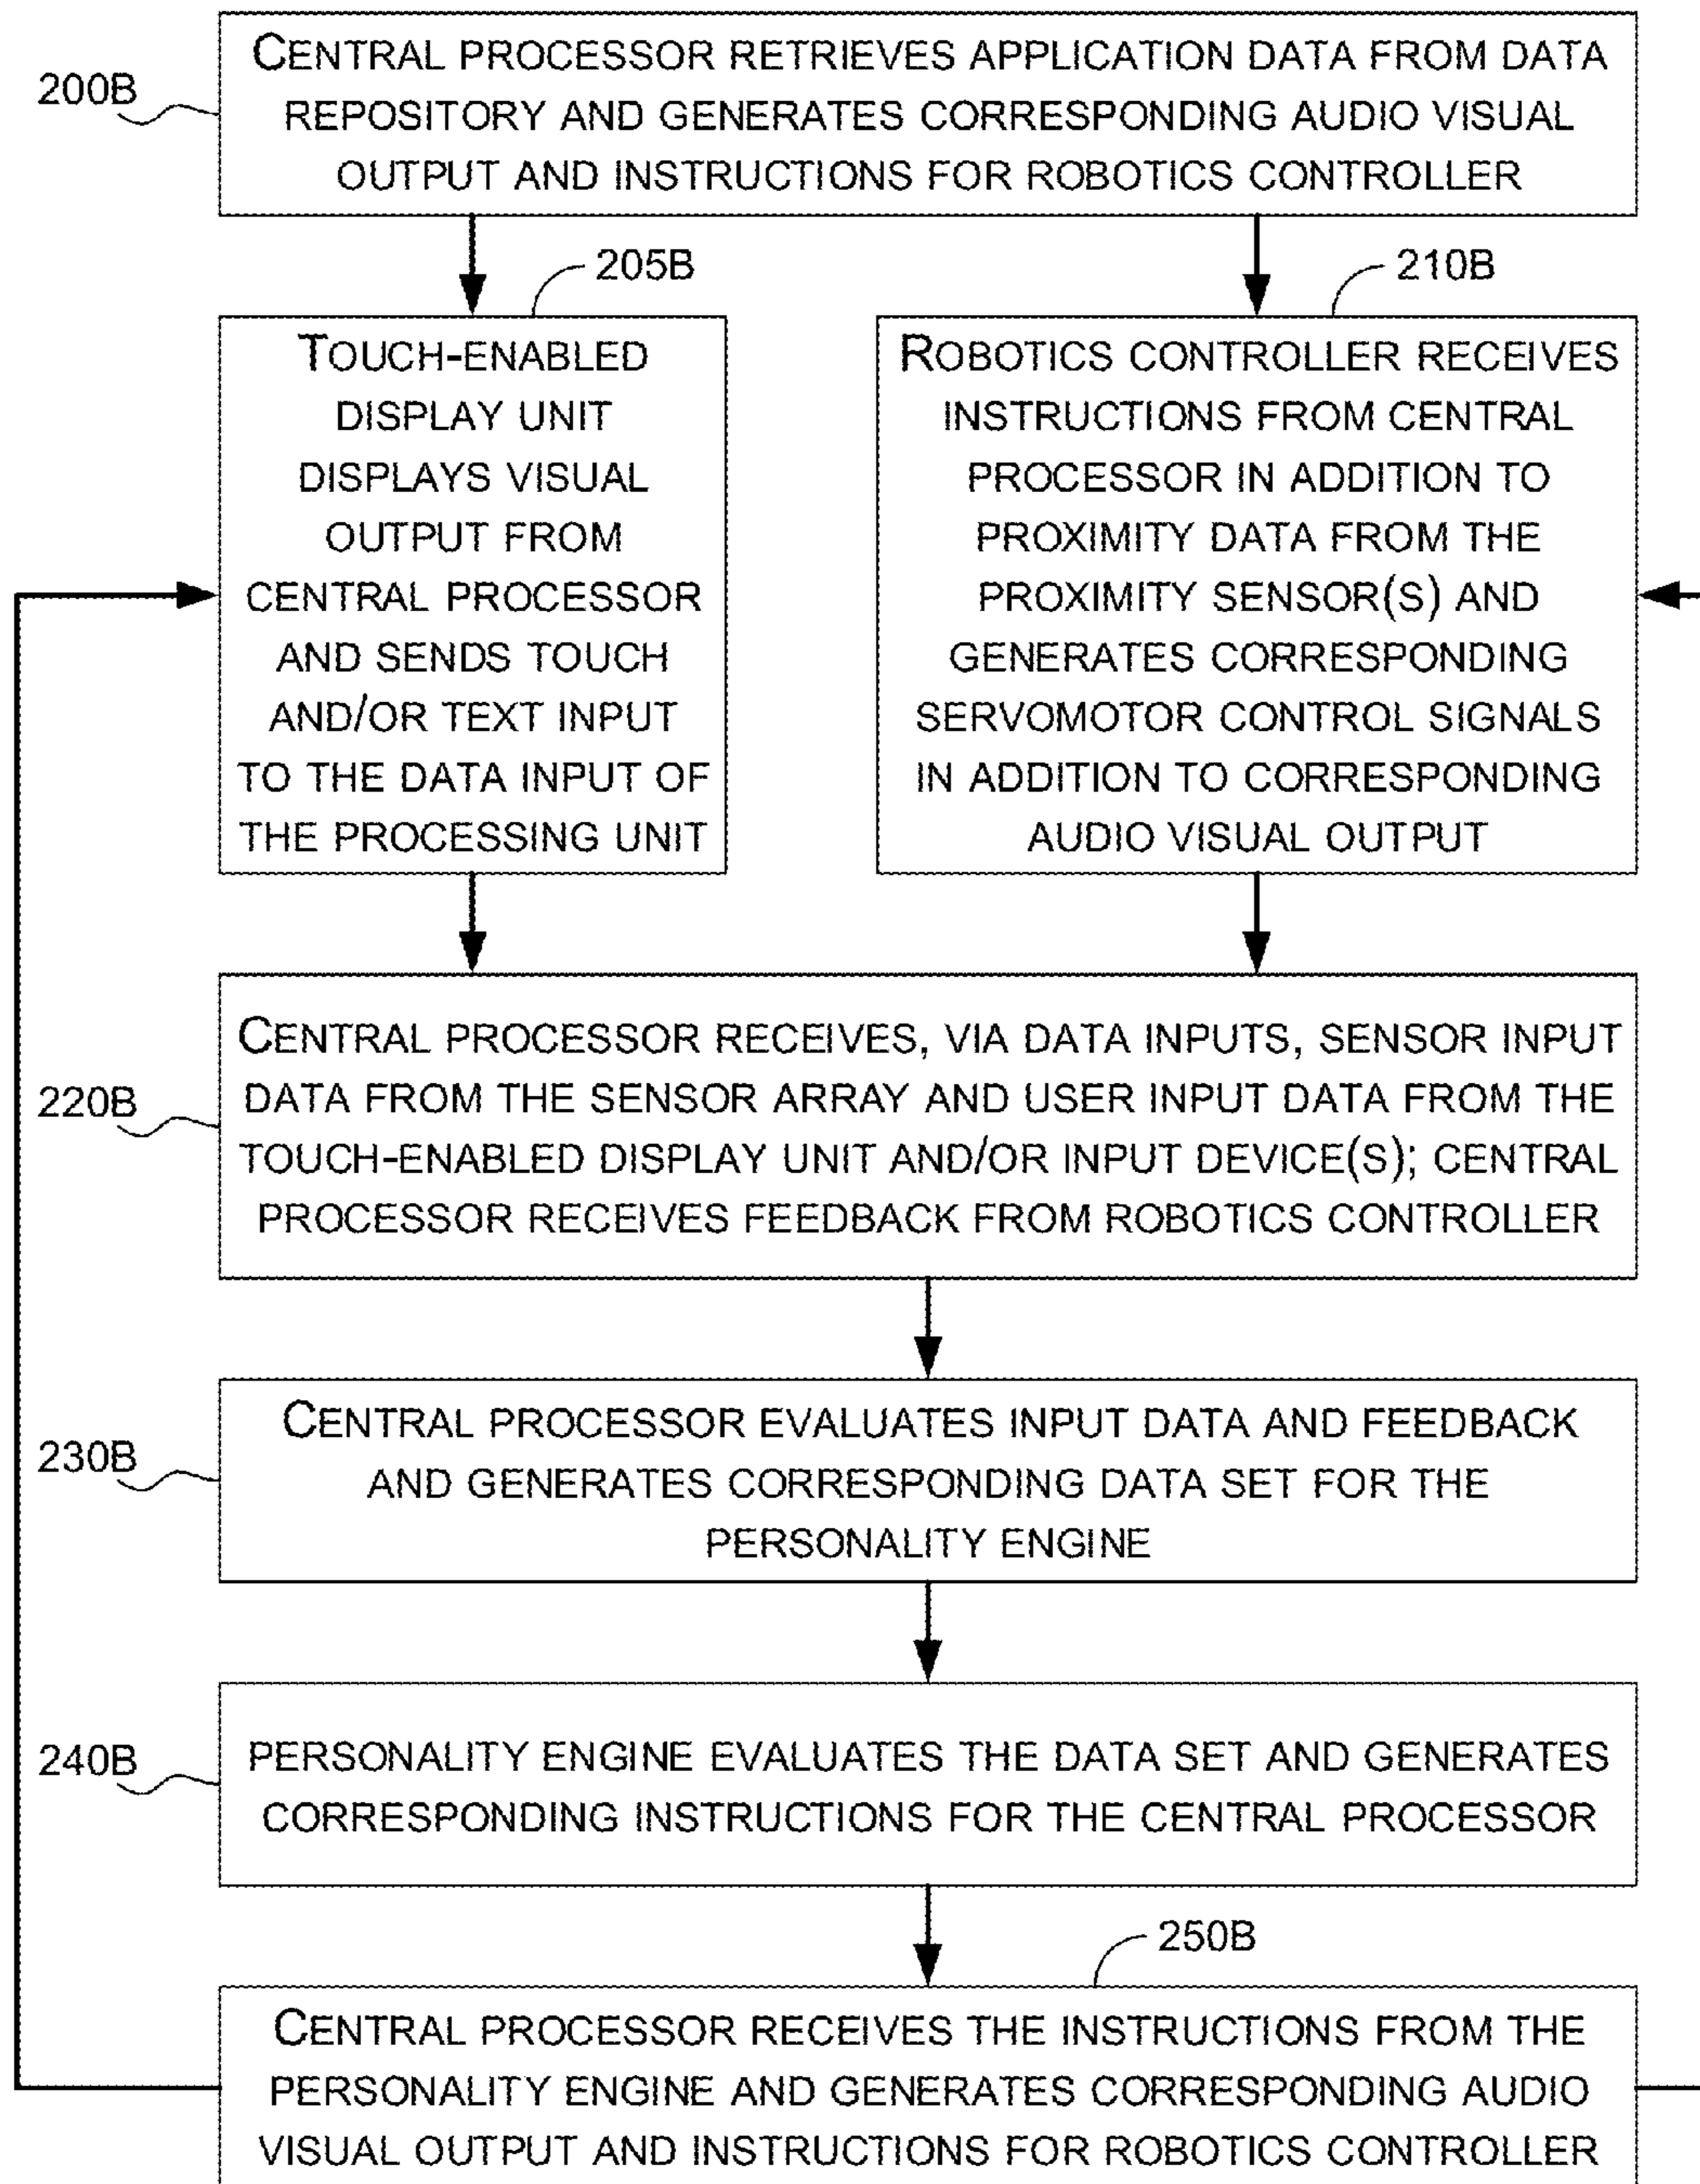 CENTRAL PROCESSOR RETRIEVES APPLICATION DATA FROM DATA
REPOSITORY AND GENERATES CORRESPONDING AUDIO VISUAL
OUTPUT AND INSTRUCTIONS FOR ROBOTICS CONTROLLER
200B
205B
210B
TOUCH-ENABLED
DISPLAY UNIT
DISPLAYS VISUAL
OUTPUT FROM
CENTRAL PROCESSOR
AND SENDS TOUCH
AND/OR TEXT INPUT
TO THE DATA INPUT OF
THE PROCESSING UNIT
ROBOTICS CONTROLLER RECEIVES
INSTRUCTIONS FROM CENTRAL
PROCESSOR IN ADDITION TO
PROXIMITY DATA FROM THE
PROXIMITY SENSOR(S) AND
GENERATES CORRESPONDING
SERVOMOTOR CONTROL SIGNALS
IN ADDITION TO CORRESPONDING
AUDIO VISUAL OUTPUT
CENTRAL PROCESSOR RECEIVES, VIA DATA INPUTS, SENSOR INPUT
DATA FROM THE SENSOR ARRAY AND USER INPUT DATA FROM THE
TOUCH-ENABLED DISPLAY UNIT AND/OR INPUT DEVICE(S); CENTRAL
PROCESSOR RECEIVES FEEDBACK FROM ROBOTICS CONTROLLER
220B
CENTRAL PROCESSOR EVALUATES INPUT DATA AND FEEDBACK
AND GENERATES CORRESPONDING DATA SET FOR THE
PERSONALITY ENGINE
230B
PERSONALITY ENGINE EVALUATES THE DATA SET AND GENERATES
CORRESPONDING INSTRUCTIONS FOR THE CENTRAL PROCESSOR
240B
250B
CENTRAL PROCESSOR RECEIVES THE INSTRUCTIONS FROM THE
PERSONALITY ENGINE AND GENERATES CORRESPONDING AUDIO
VISUAL OUTPUT AND INSTRUCTIONS FOR ROBOTICS CONTROLLER